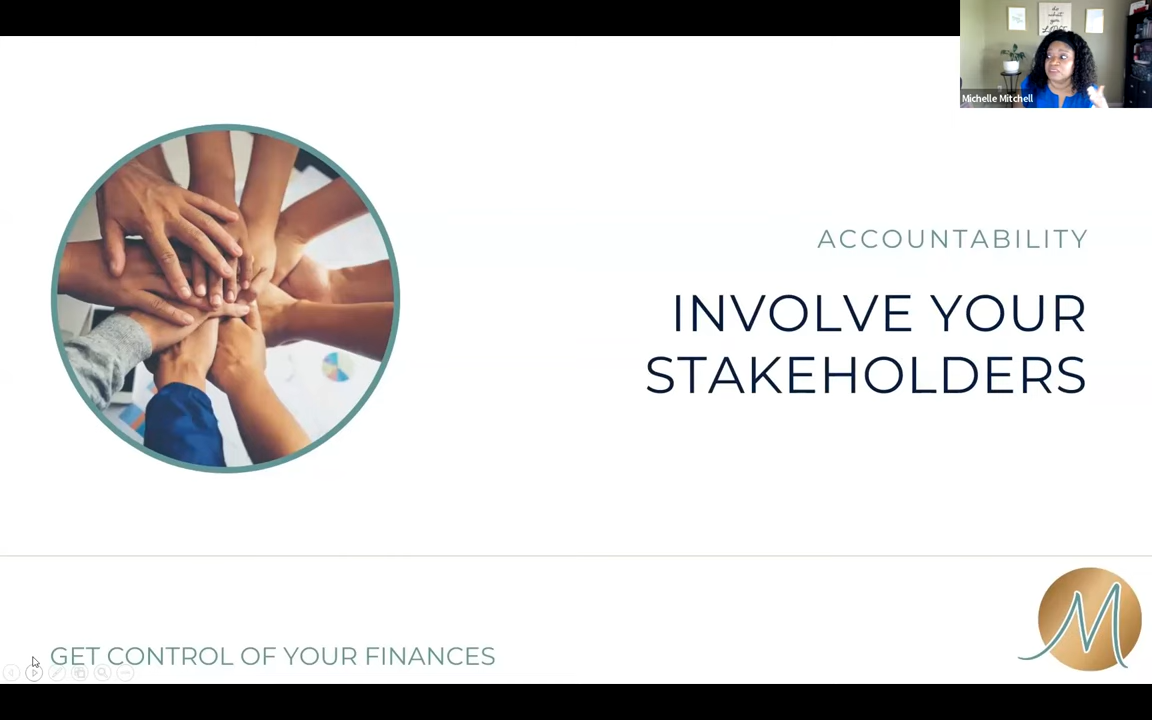 Michelle Mitchell
ACCOUNTABILITY
INVOLVE YOUR
STAKEHOLDERS
GET CONTROL OF YOUR FINANCES
M